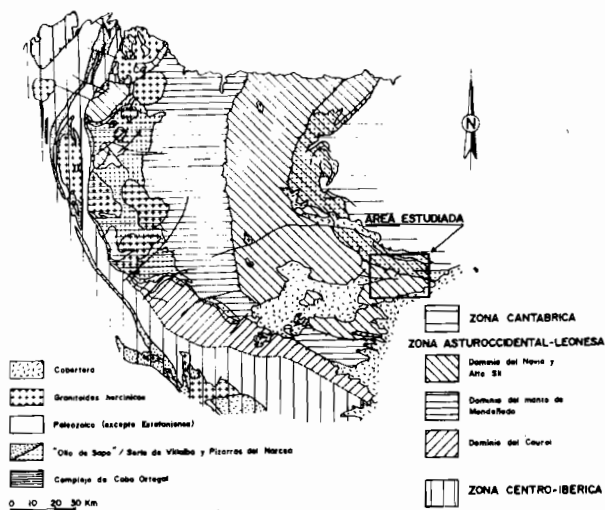 N
AREA ESTUDIADA
ZONA CANTABRICA
ZONA ASTUROCCIDENTAL-LEONESA
Dominio del Navia y
Alto Sil
Dominio del manto de
Mondoñedo
Dominio del Caurel
ZONA CENTRO-IBERICA
Cobertera
Granitoides hercínicos
Paleozoico (excepto Estefaniense)
"Ollo de Sapo" / Serie de Villalba y Pizarras del Narcea
Complejo de Cabo Ortegal
0 10 20 30 Km